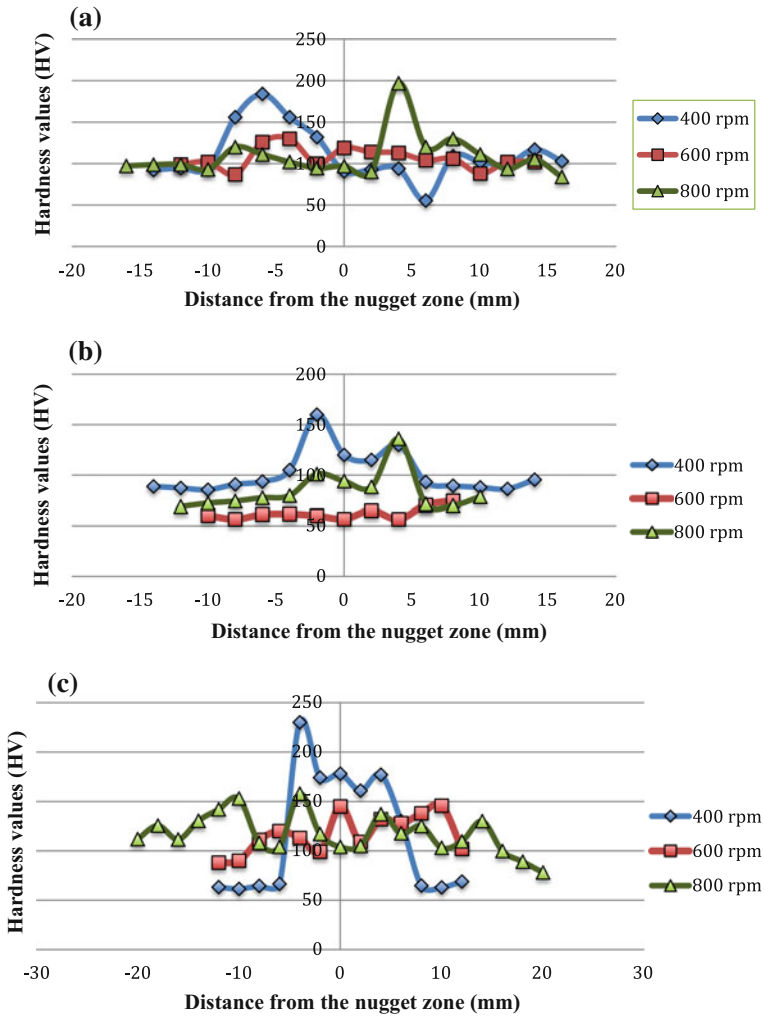 (a)
250
200
150
100
50
0
-20 -15 -10 -5 0 5 10 15 20
Hardness values (HV)
Distance from the nugget zone (mm)
400 rpm
600 rpm
800 rpm
(b)
200
150
100
50
0
-20 -15 -10 -5 0 5 10 15 20
Hardness values (HV)
Distance from the nugget zone (mm)
400 rpm
600 rpm
800 rpm
(c)
250
200
150
100
50
0
-30 -20 -10 0 10 20 30
Hardness values (HV)
Distance from the nugget zone (mm)
400 rpm
600 rpm
800 rpm